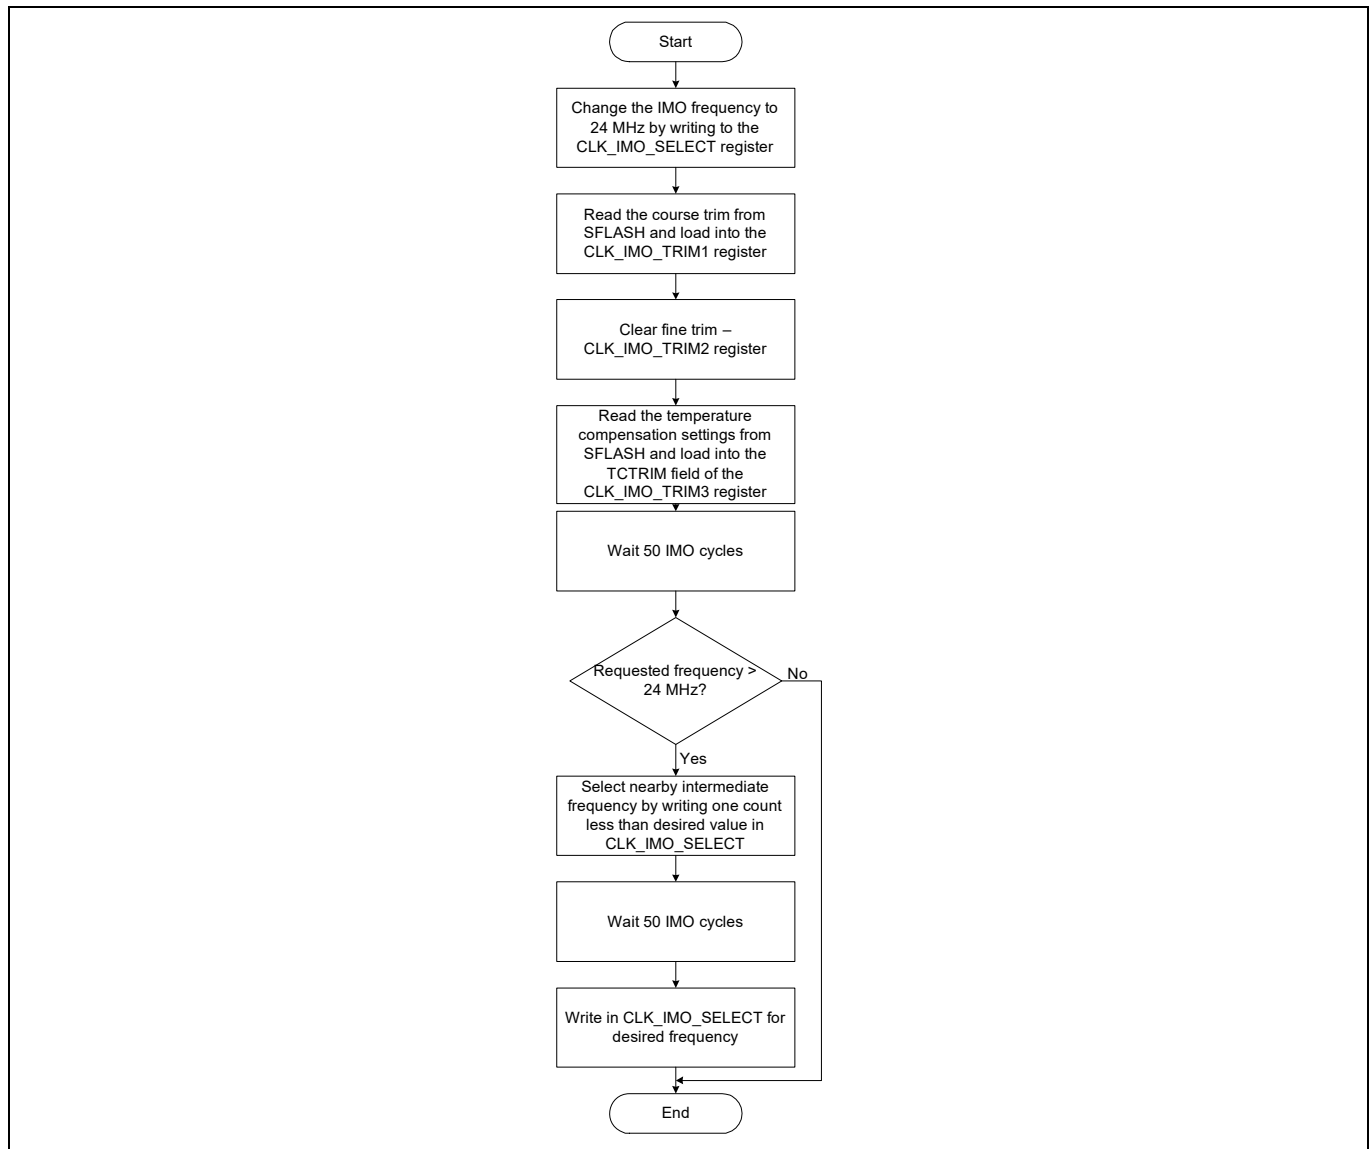 Start
Change the IMO frequency to
24 MHz by writing to the
CLK_IMO_SELECT register
Read the course trim from
SFLASH and load into the
CLK_IMO_TRIM1 register
Clear fine trim –
CLK_IMO_TRIM2 register
Read the temperature
compensation settings from
SFLASH and load into the
TCTRIM field of the
CLK_IMO_TRIM3 register
Wait 50 IMO cycles
Requested frequency >
24 MHz?
No
Yes
Select nearby intermediate
frequency by writing one count
less than desired value in
CLK_IMO_SELECT
Wait 50 IMO cycles
Write in CLK_IMO_SELECT for
desired frequency
End